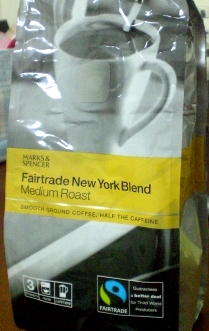 MARKS &
SPENCER
Fairtrade New York Blend
Medium Roast
SMOOTH GROUND COFFEE, HALF THE CAFFEINE
3
FAIRTRADE
Guarantees
a better deal
for Third World
Producers